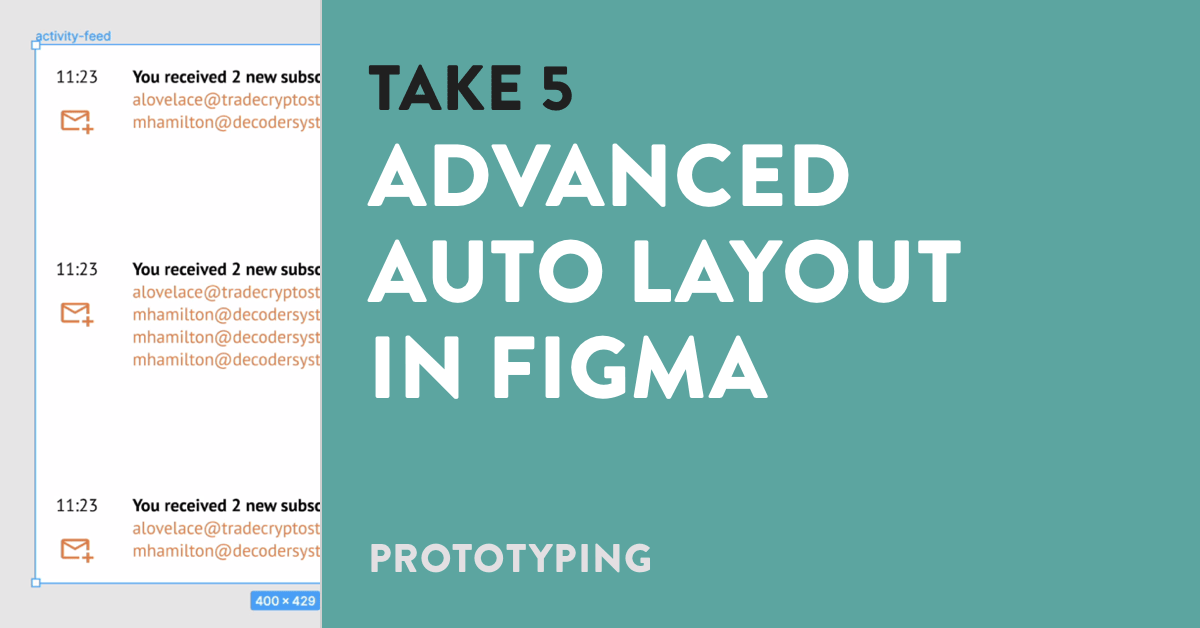 activity-feed
11:23
You received 2 new subsc
alovelace@tradecryptost
mhamilton@decodersyst
11:23
You received 2 new subsc
alovelace@tradecryptost
mhamilton@decodersyst
mhamilton@decodersyst
mhamilton@decodersyst
11:23
You received 2 new subsc
alovelace@tradecryptost
mhamilton@decodersyst
400 × 429
TAKE 5
ADVANCED
AUTO LAYOUT
IN FIGMA
PROTOTYPING